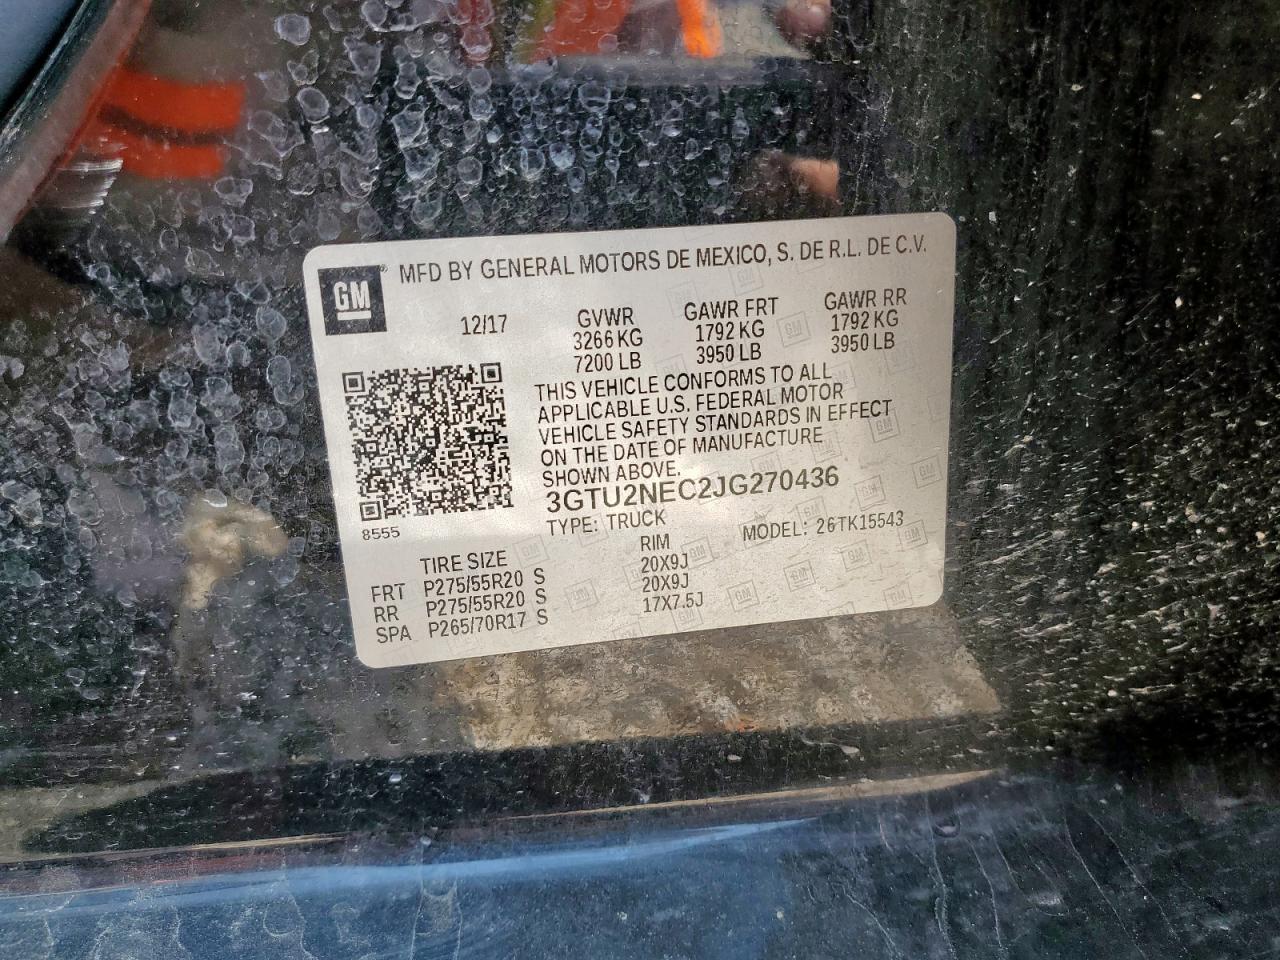 GM
MFD BY GENERAL MOTORS DE MEXICO, S. DE R.L. DE C.V.
12/17 GVWR GAWR FRT GAWR RR
3266 KG 1792 KG 1792 KG
7200 LB 3950 LB 3950 LB
THIS VEHICLE CONFORMS TO ALL
APPLICABLE U.S. FEDERAL MOTOR
VEHICLE SAFETY STANDARDS IN EFFECT
ON THE DATE OF MANUFACTURE
SHOWN ABOVE.
3GTU2NEC2JG270436
8555 TYPE: TRUCK MODEL: 26TK15543
TIRE SIZE RIM
FRT P275/55R20 S 20X9J
RR P275/55R20 S 20X9J
SPA P265/70R17 S 17X7.5J